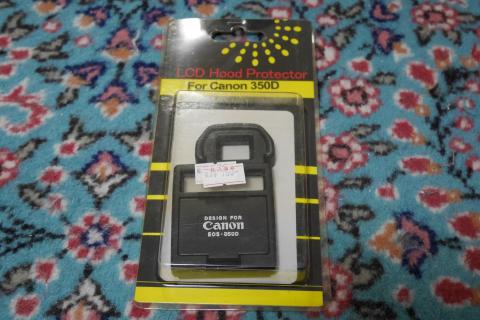 LCD Hood Protector
For Canon 350D
DESIGN FOR
Canon
EOS-350D